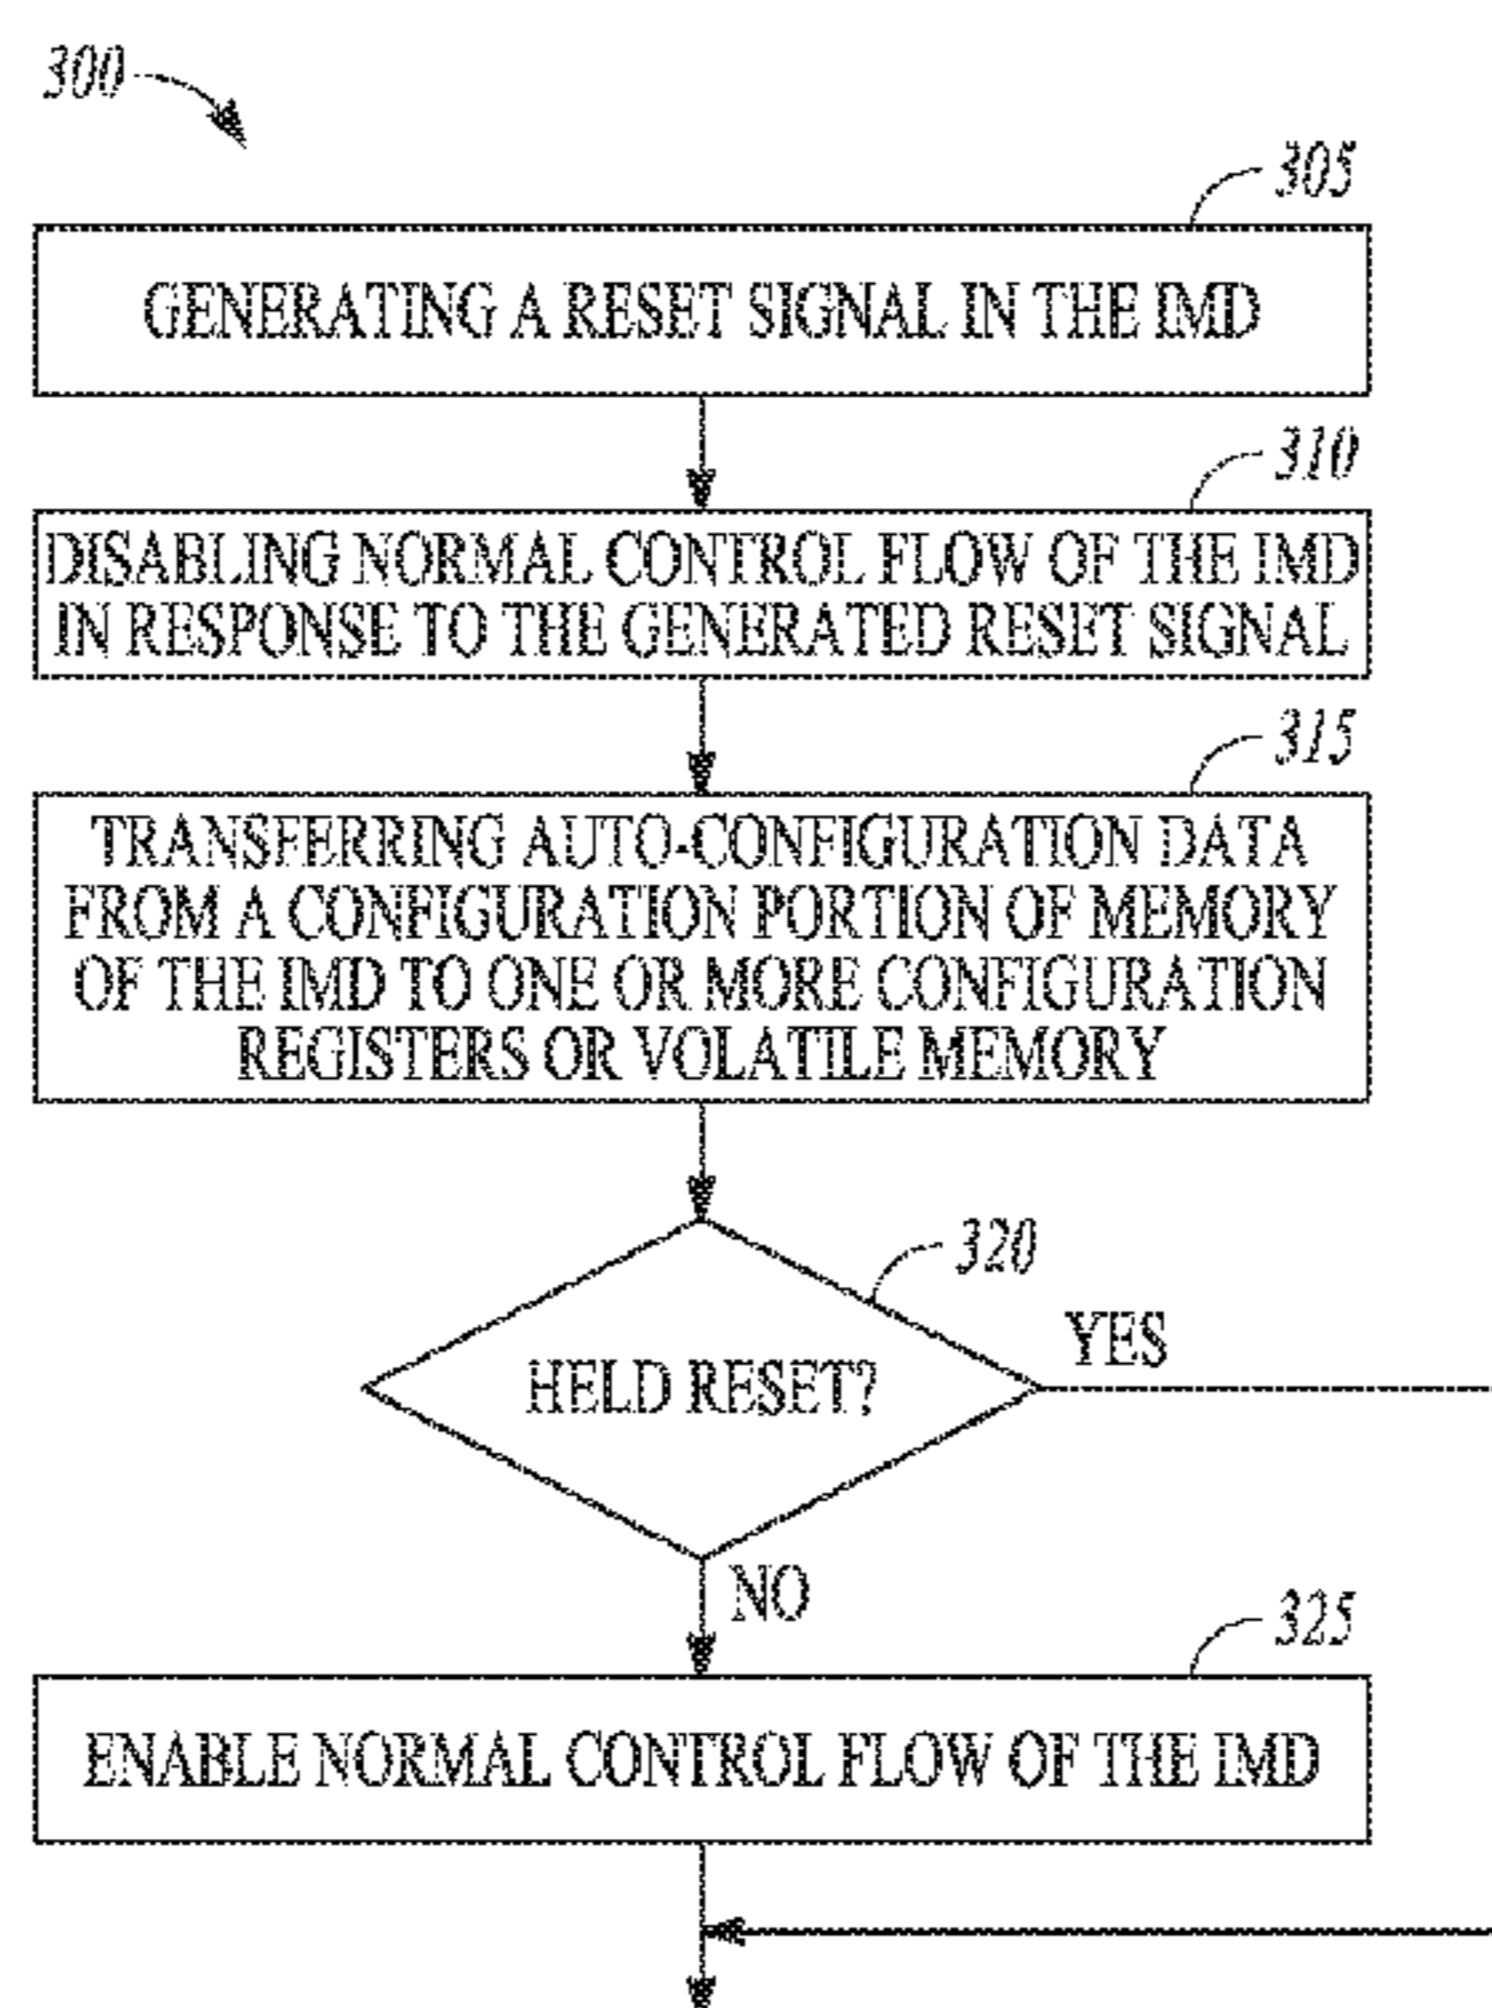 300
305
GENERATING A RESET SIGNAL IN THE IMD
310
DISABLING NORMAL CONTROL FLOW OF THE IMD
IN RESPONSE TO THE GENERATED RESET SIGNAL
315
TRANSFERRING AUTO-CONFIGURATION DATA
FROM A CONFIGURATION PORTION OF MEMORY
OF THE IMD TO ONE OR MORE CONFIGURATION
REGISTERS OR VOLATILE MEMORY
320
YES
HELD RESET?
NO
325
ENABLE NORMAL CONTROL FLOW OF THE IMD